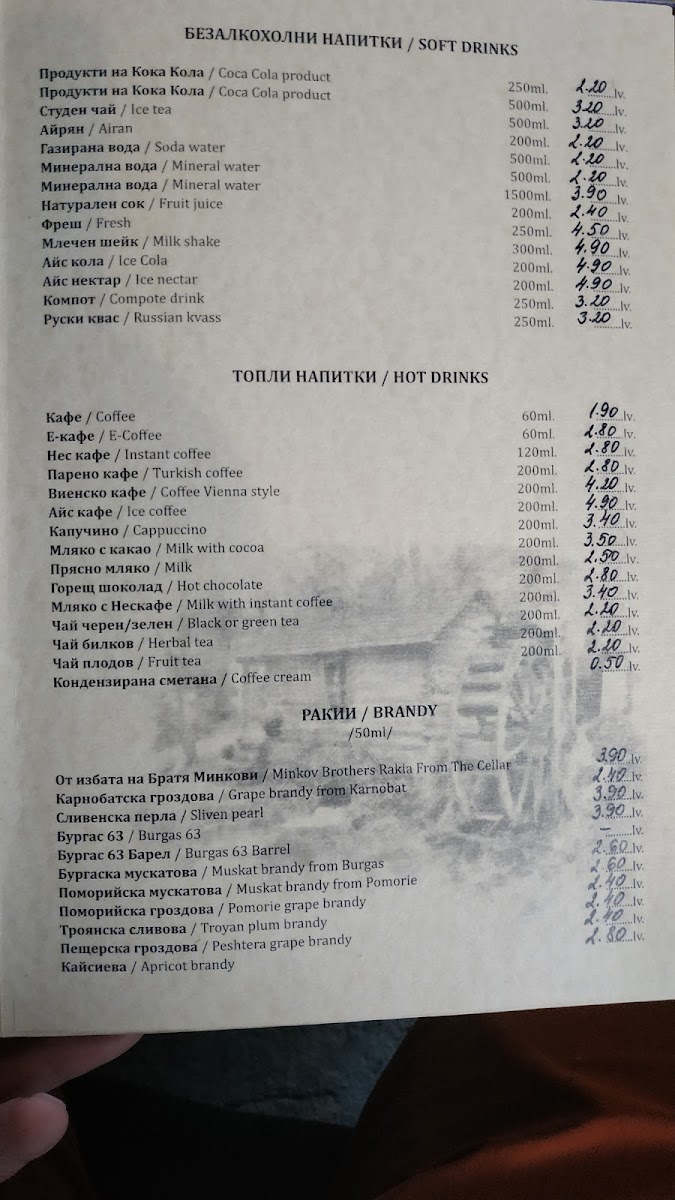 БЕЗАЛКОХОЛНИ НАПИТКИ / SOFT DRINKS
Продукти на Кока Кола / Coca Cola product 250ml. 2.20 lv.
Продукти на Кока Кола / Coca Cola product 500ml. 3.20 lv.
Студен чай / Ice tea 500ml. 3.20 lv.
Айрян / Airan 200ml. 2.20 lv.
Газирана вода / Soda water 500ml. 2.20 lv.
Минерална вода / Mineral water 500ml. 2.20 lv.
Минерална вода / Mineral water 1500ml. 3.90 lv.
Натурален сок / Fruit juice 200ml. 2.40 lv.
Фреш / Fresh 250ml. 4.50 lv.
Млечен шейк / Milk shake 300ml. 4.90 lv.
Айс кола / Ice Cola 200ml. 4.90 lv.
Айс нектар / Ice nectar 200ml. 4.90 lv.
Компот / Compote drink 250ml. 3.20 lv.
Руски квас / Russian kvass 250ml. 3.20 lv.
ТОПЛИ НАПИТКИ / HOT DRINKS
Кафе / Coffee 60ml. 1.90 lv.
Е-кафе / E-Coffee 60ml. 2.80 lv.
Нес кафе / Instant coffee 120ml. 2.80 lv.
Парено кафе / Turkish coffee 200ml. 2.80 lv.
Виенско кафе / Coffee Vienna style 200ml. 4.20 lv.
Айс кафе / Ice coffee 200ml. 4.90 lv.
Капучино / Cappuccino 200ml. 3.40 lv.
Мляко с какао / Milk with cocoa 200ml. 3.50 lv.
Прясно мляко / Milk 200ml. 2.50 lv.
Горещ шоколад / Hot chocolate 200ml. 2.80 lv.
Мляко с Нескафе / Milk with instant coffee 200ml. 3.40 lv.
Чай черен/зелен / Black or green tea 200ml. 2.20 lv.
Чай билков / Herbal tea 200ml. 2.20 lv.
Чай плодов / Fruit tea 200ml. 2.20 lv.
Кондензирана сметана / Coffee cream 0.50 lv.
РАКИИ / BRANDY
/50ml/
От избата на Братя Минкови / Minkov Brothers Rakia From The Cellar 3.90 lv.
Карнобатска гроздова / Grape brandy from Karnobat 2.40 lv.
Сливенска перла / Sliven pearl 3.90 lv.
Бургас 63 / Burgas 63 3.90 lv.
Бургас 63 Барел / Burgas 63 Barrel – lv.
Бургаска мускатова / Muskat brandy from Burgas 2.60 lv.
Поморийска мускатова / Muskat brandy from Pomorie 2.60 lv.
Поморийска гроздова / Pomorie grape brandy 2.40 lv.
Троянска сливова / Troyan plum brandy 2.40 lv.
Пещерска гроздова / Peshtera grape brandy 2.40 lv.
Кайсиева / Apricot brandy 2.80 lv.